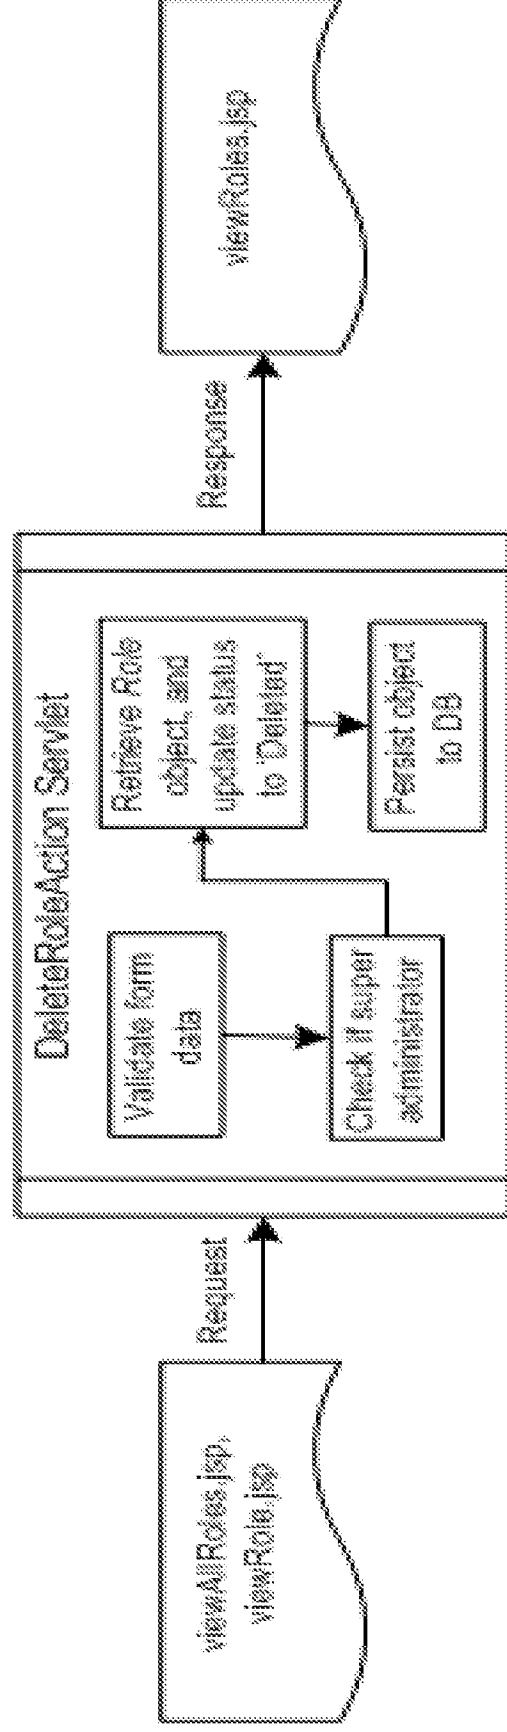 viewAllRoles.jsp,
viewRole.jsp
Request
DeleteRoleAction Servlet
Validate form
data
Check if super
administrator
Retrieve Role
object, and
update status
to 'Deleted'
Persist object
to DB
Response
viewRoles.jsp